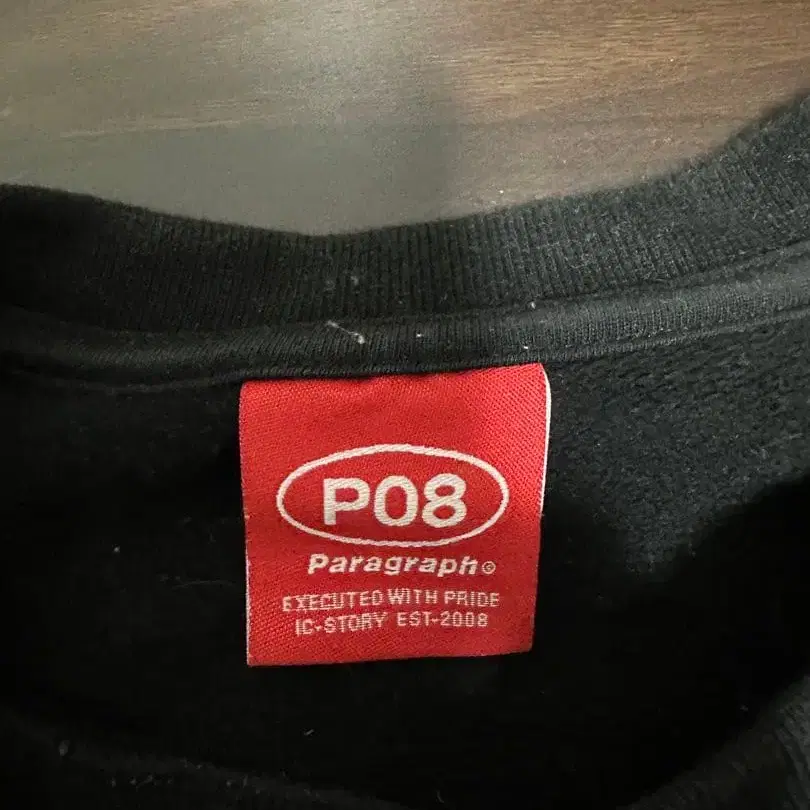 P08
Paragraph©
EXECUTED WITH PRIDE
IC-STORY EST-2008